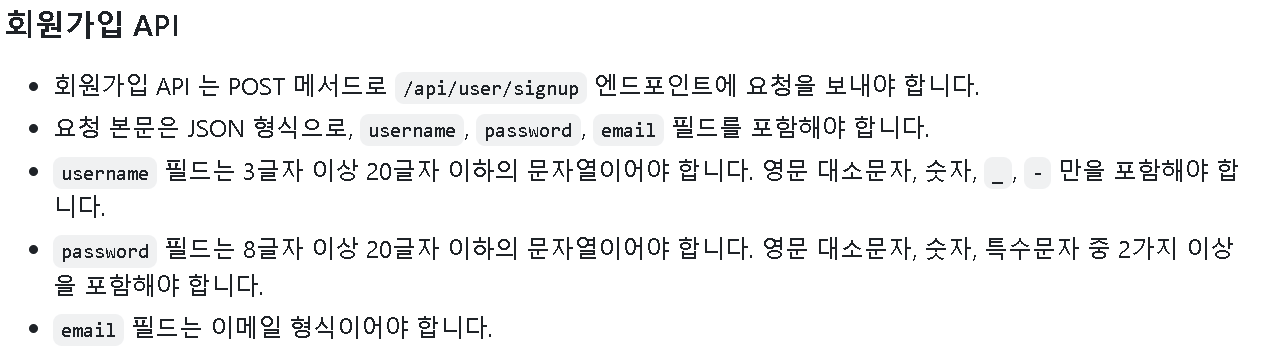 회원가입 API
• 회원가입 API 는 POST 메서드로 /api/user/signup 엔드포인트에 요청을 보내야 합니다.
• 요청 본문은 JSON 형식으로, username, password, email 필드를 포함해야 합니다.
• username 필드는 3글자 이상 20글자 이하의 문자열이어야 합니다. 영문 대소문자, 숫자, _, - 만을 포함해야 합
니다.
• password 필드는 8글자 이상 20글자 이하의 문자열이어야 합니다. 영문 대소문자, 숫자, 특수문자 중 2가지 이상
을 포함해야 합니다.
• email 필드는 이메일 형식이어야 합니다.